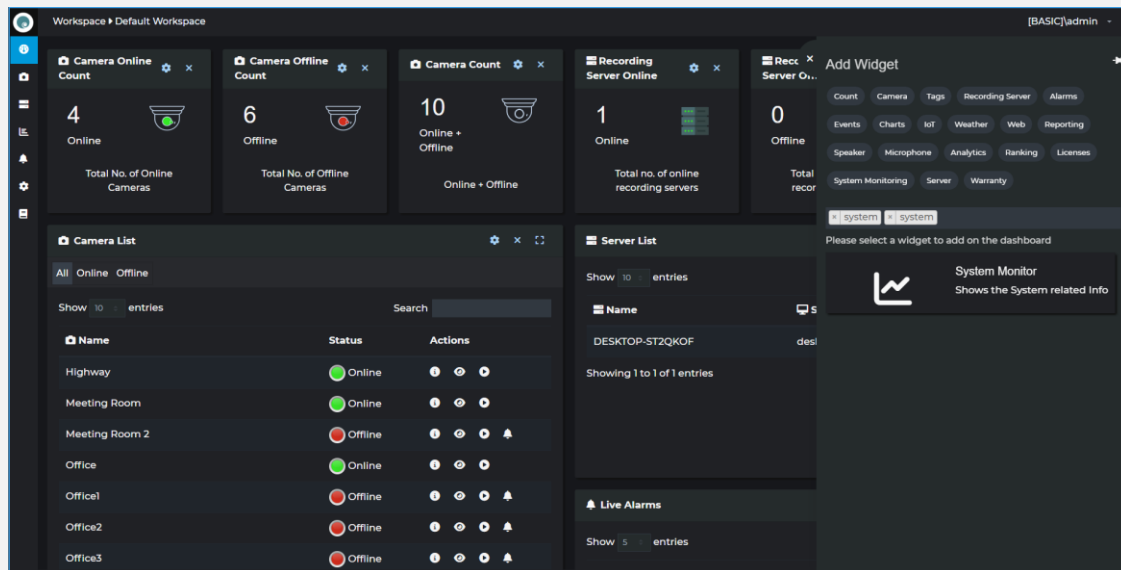 Workspace Default Workspace
[BASIC]\admin
Camera Online Count
4
Online
Total No. of Online Cameras
Camera Offline Count
6
Offline
Total No. of Offline Cameras
Camera Count
10
Online + Offline
Online + Offline
Recording Server Online
1
Online
Total no. of online recording servers
Server
0
Offline
Total
Camera List
All Online Offline
Show 10 entries
Search
Name Status Actions
Highway Online
Meeting Room Online
Meeting Room 2 Offline
Office Online
Office1 Offline
Office2 Offline
Office3 Offline
Server List
Show 10 entries
Name
DESKTOP-ST2QKOF
Showing 1 to 1 of 1 entries
Live Alarms
Show 5 entries
Add Widget
Count Camera Tags Recording Server Alarms
Events Charts IoT Weather Web Reporting
Speaker Microphone Analytics Ranking Licenses
System Monitoring Server Warranty
× system × system
Please select a widget to add on the dashboard
System Monitor
Shows the System related Info